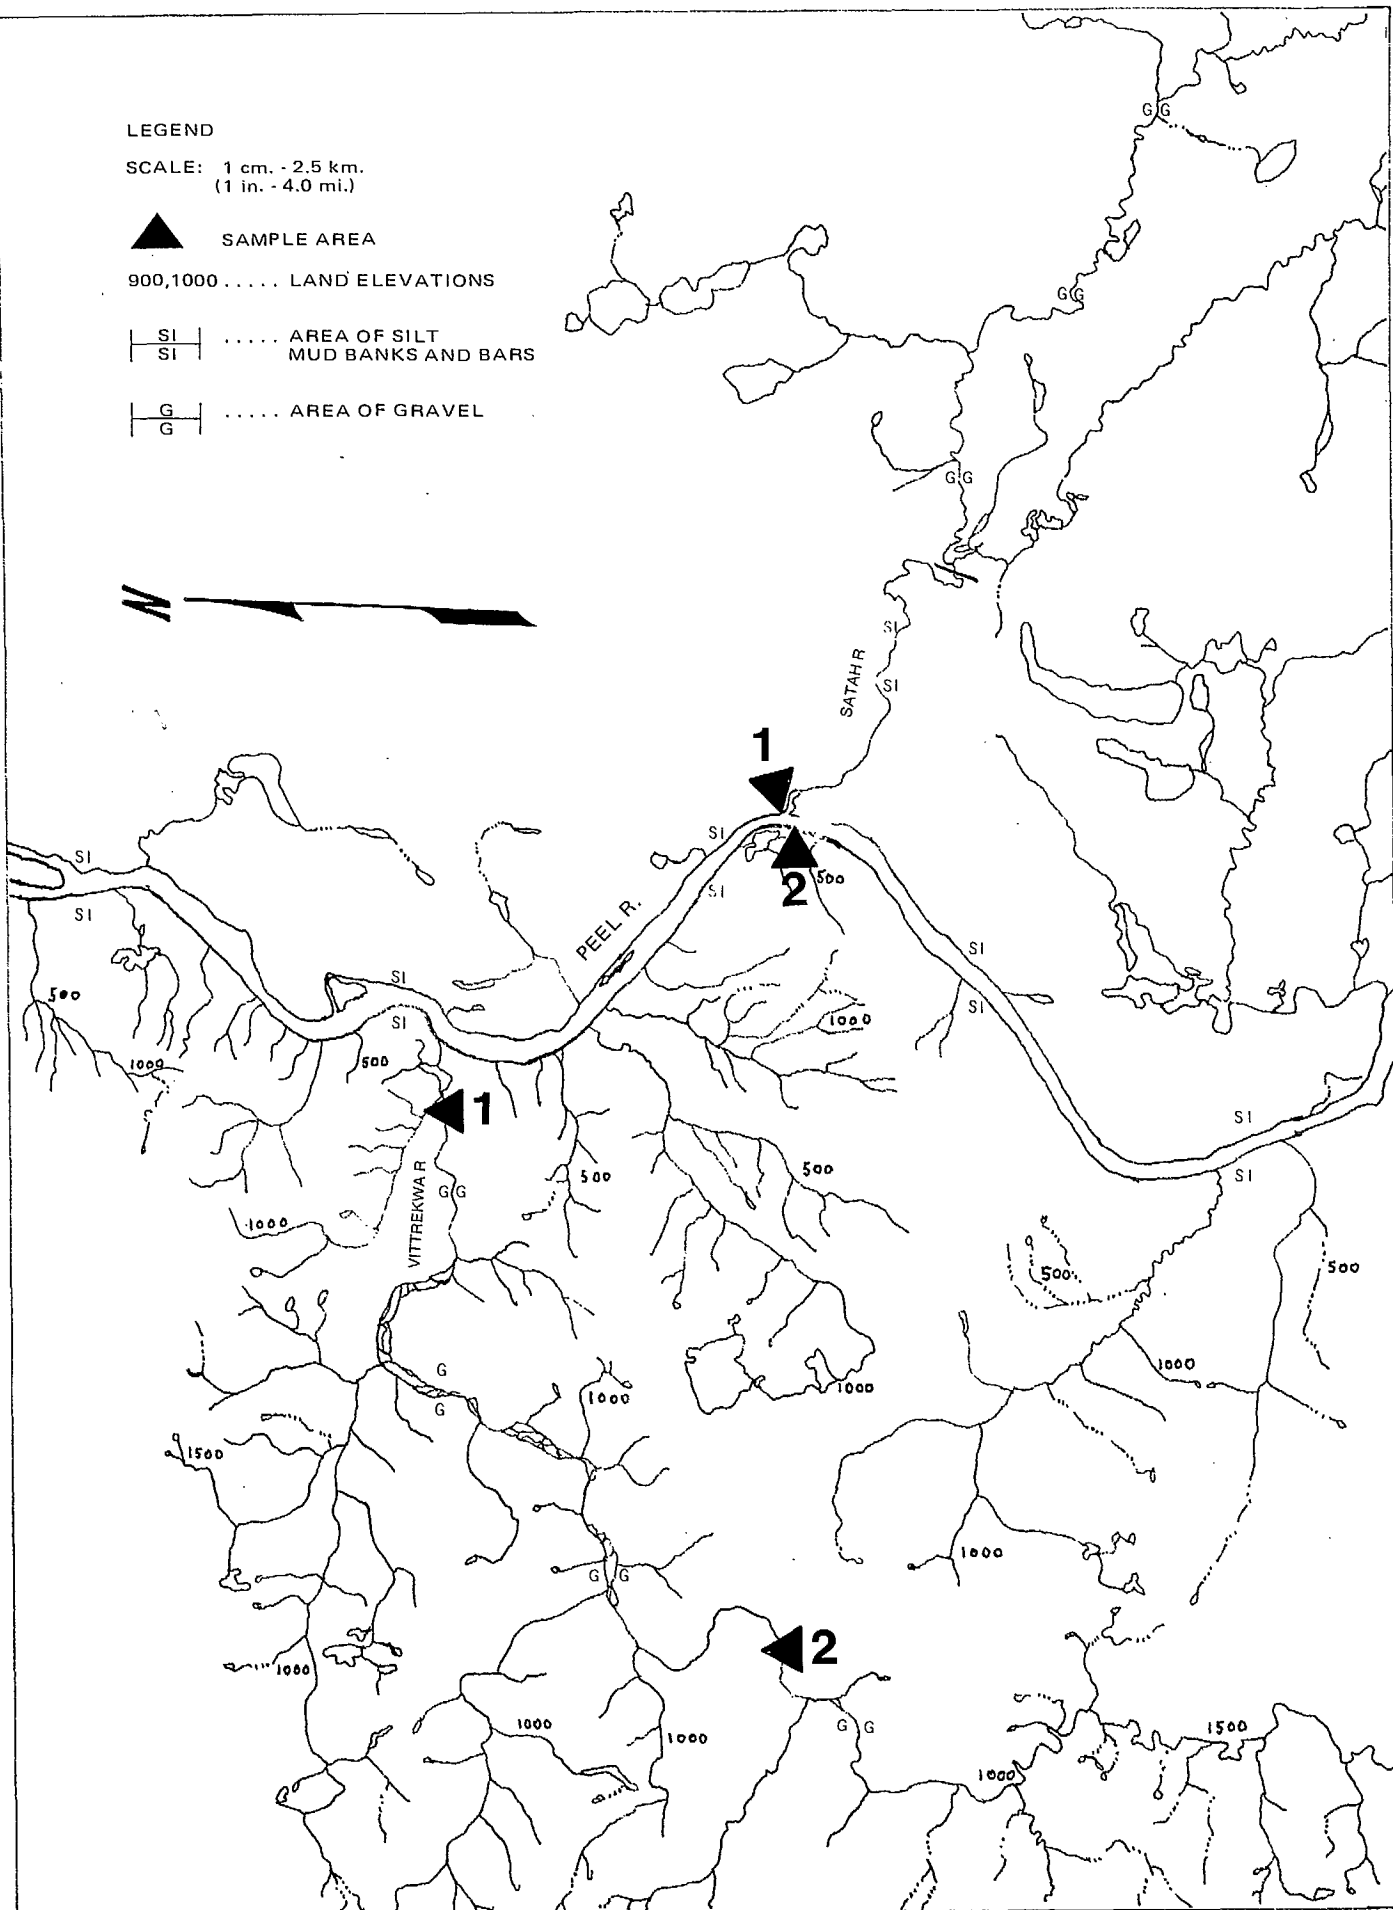 LEGEND
SCALE: 1 cm. - 2.5 km.
(1 in. - 4.0 mi.)
SAMPLE AREA
900,1000 ..... LAND ELEVATIONS
SI
SI
..... AREA OF SILT
MUD BANKS AND BARS
G
G
..... AREA OF GRAVEL
N
G G
G G
G G
SI
SI
SATAH R
1
SI
SI
2
500
PEEL R.
SI
SI
SI
SI
500
1000
500
1000
SI
SI
1
VITTREKWA R
G G
500
500
1000
SI
SI
500
500
1000
G
G
1000
1000
1500
1000
G G
2
1000
1000
1000
G G
1500
1000